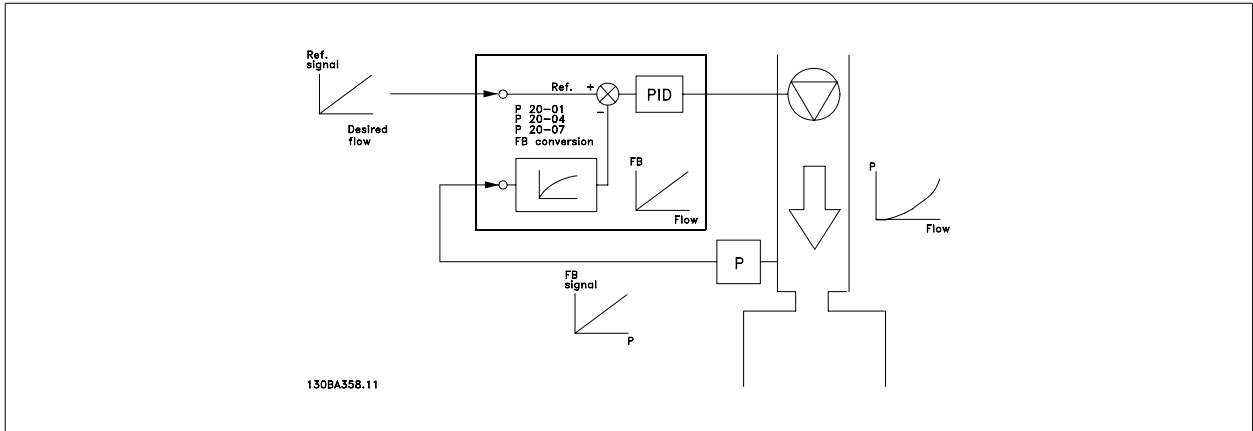 Ref.
signal
Desired
flow
Ref.
+
-
PID
P 20-01
P 20-04
P 20-07
FB conversion
FB
Flow
P
Flow
P
FB
signal
P
130BA358.11